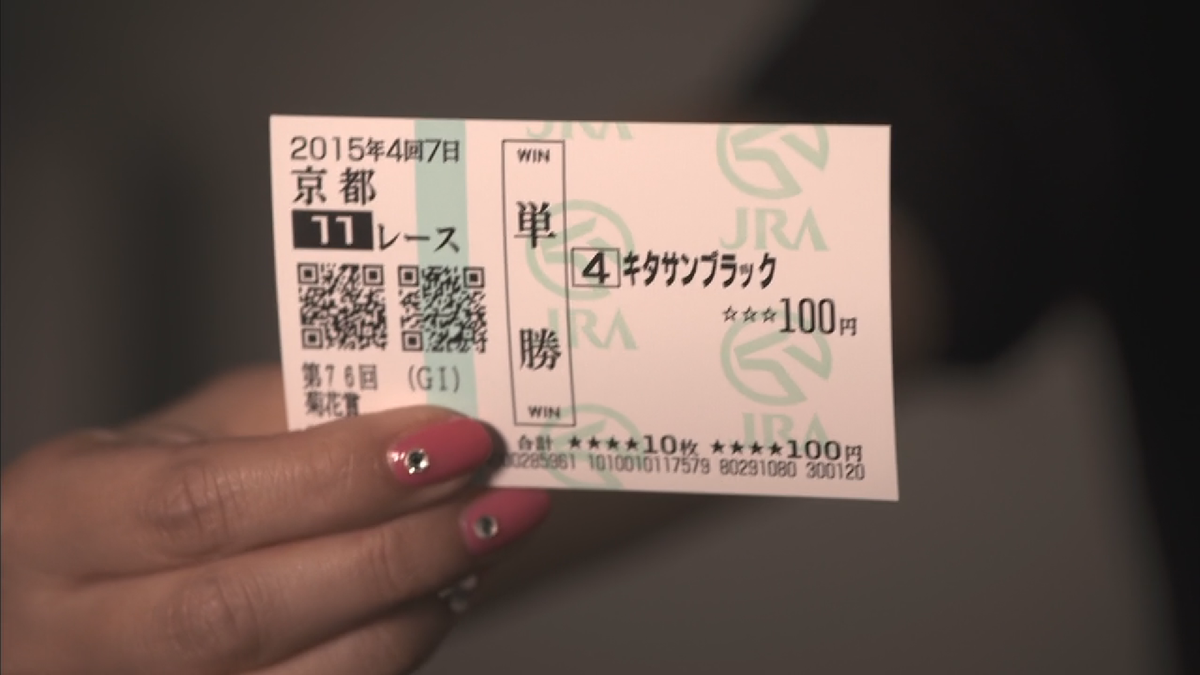 2015年4回7日
京都
11レース
第76回 (GI)
菊花賞
WIN
単勝
WIN
4 キタサンブラック
☆☆☆100円
合計 ★★★★10枚 ★★★★100円
1010010117579 80291080 300120
JRA
JRA
JRA
JRA
JRA